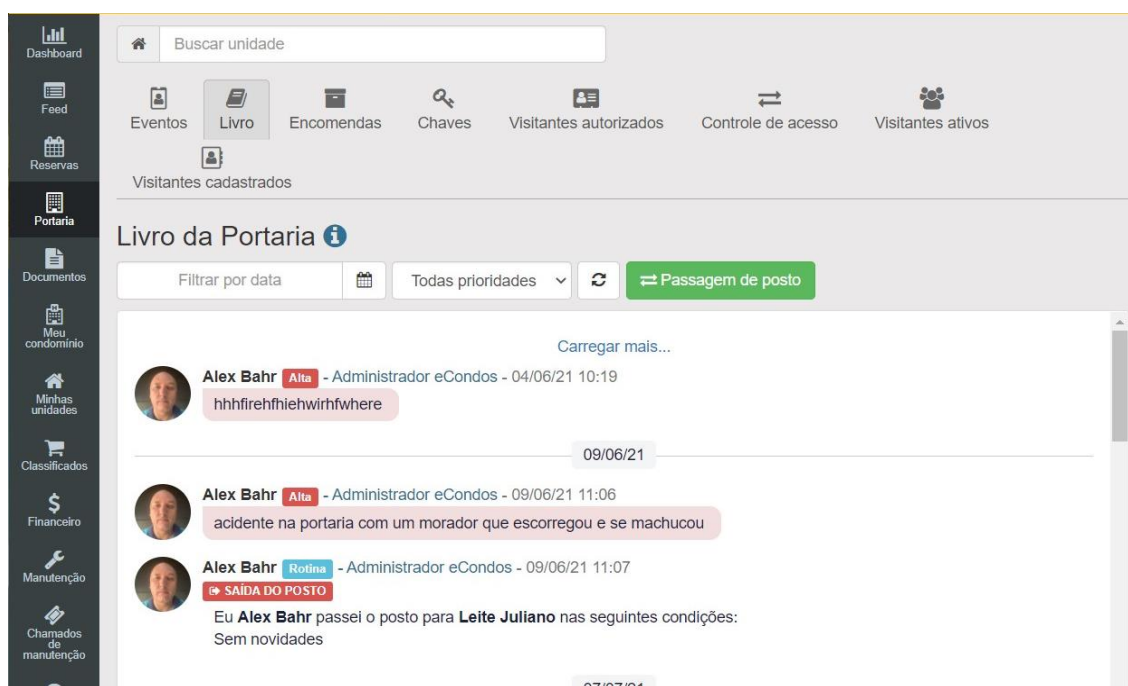 Dashboard
Feed
Reservas
Portaria
Documentos
Meu
condomínio
Minhas
unidades
Classificados
Financeiro
Manutenção
Chamados
de
manutenção
Buscar unidade
Eventos Livro Encomendas Chaves Visitantes autorizados Controle de acesso Visitantes ativos
Visitantes cadastrados
Livro da Portaria
Filtrar por data Todas prioridades Passagem de posto
Carregar mais...
Alex Bahr Alta - Administrador eCondos - 04/06/21 10:19
hhhfirehfhiehwirhfwhere
09/06/21
Alex Bahr Alta - Administrador eCondos - 09/06/21 11:06
acidente na portaria com um morador que escorregou e se machucou
Alex Bahr Rotina - Administrador eCondos - 09/06/21 11:07
SAÍDA DO POSTO
Eu Alex Bahr passei o posto para Leite Juliano nas seguintes condições:
Sem novidades